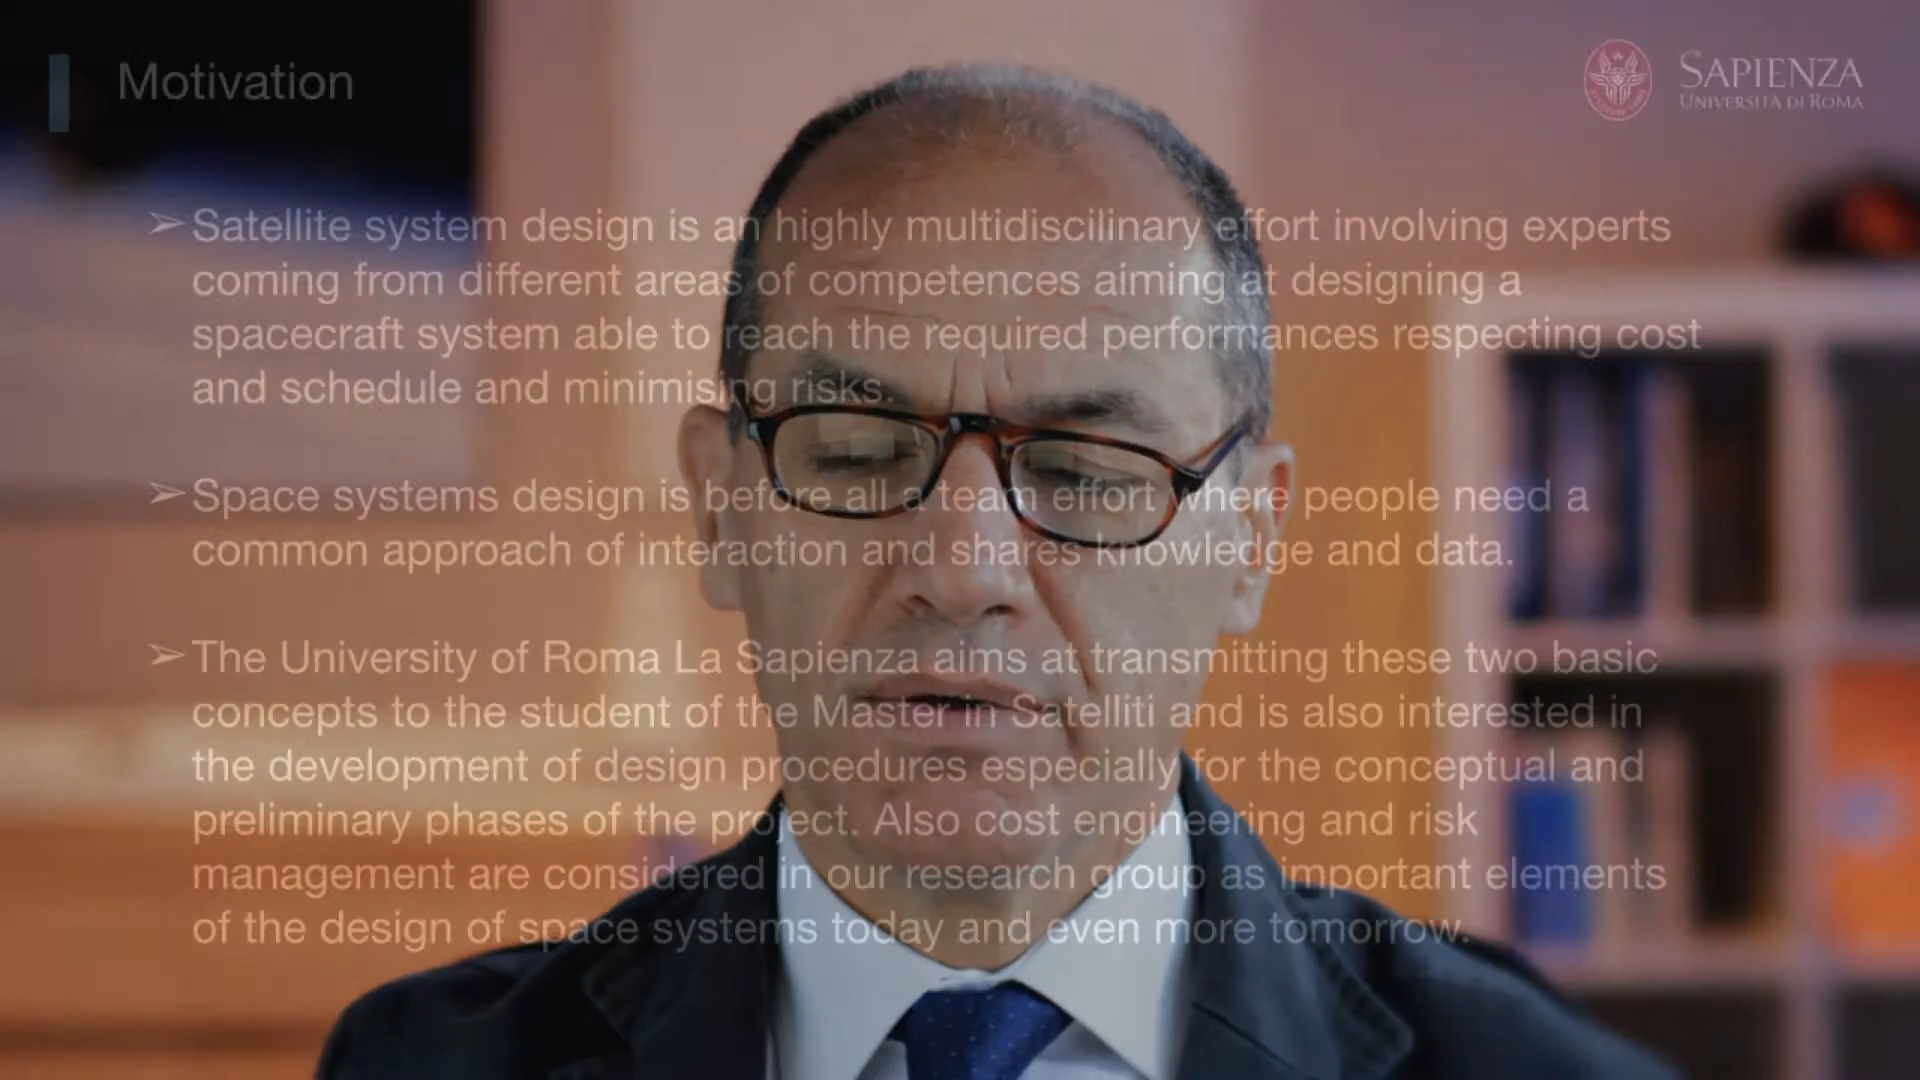 Motivation
SAPIENZA
UNIVERSITÀ DI ROMA
➢ Satellite system design is an highly multidiscilinary effort involving experts
coming from different areas of competences aiming at designing a
spacecraft system able to reach the required performances respecting cost
and schedule and minimising risks.
➢ Space systems design is before all a team effort where people need a
common approach of interaction and shares knowledge and data.
➢ The University of Roma La Sapienza aims at transmitting these two basic
concepts to the student of the Master in Satelliti and is also interested in
the development of design procedures especially for the conceptual and
preliminary phases of the project. Also cost engineering and risk
management are considered in our research group as important elements
of the design of space systems today and even more tomorrow.